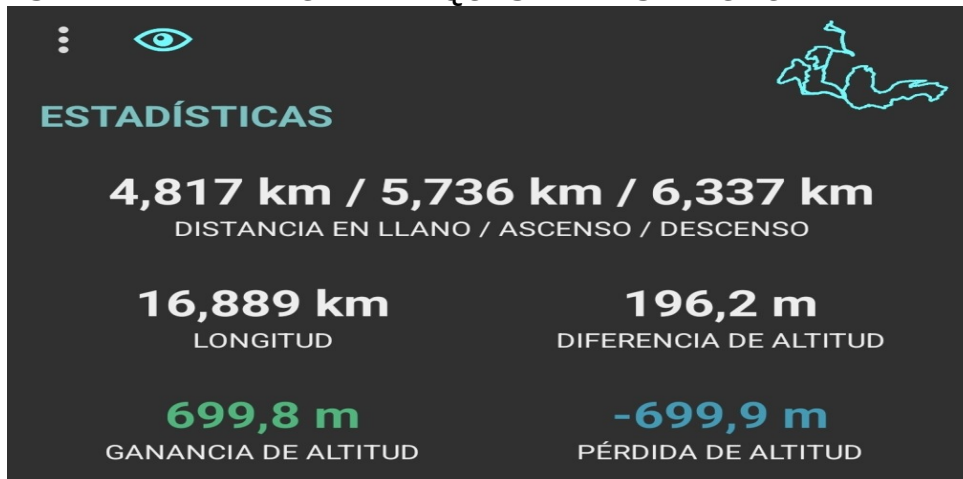 ESTADÍSTICAS
4,817 km / 5,736 km / 6,337 km
DISTANCIA EN LLANO / ASCENSO / DESCENSO
16,889 km 196,2 m
LONGITUD DIFERENCIA DE ALTITUD
699,8 m -699,9 m
GANANCIA DE ALTITUD PÉRDIDA DE ALTITUD